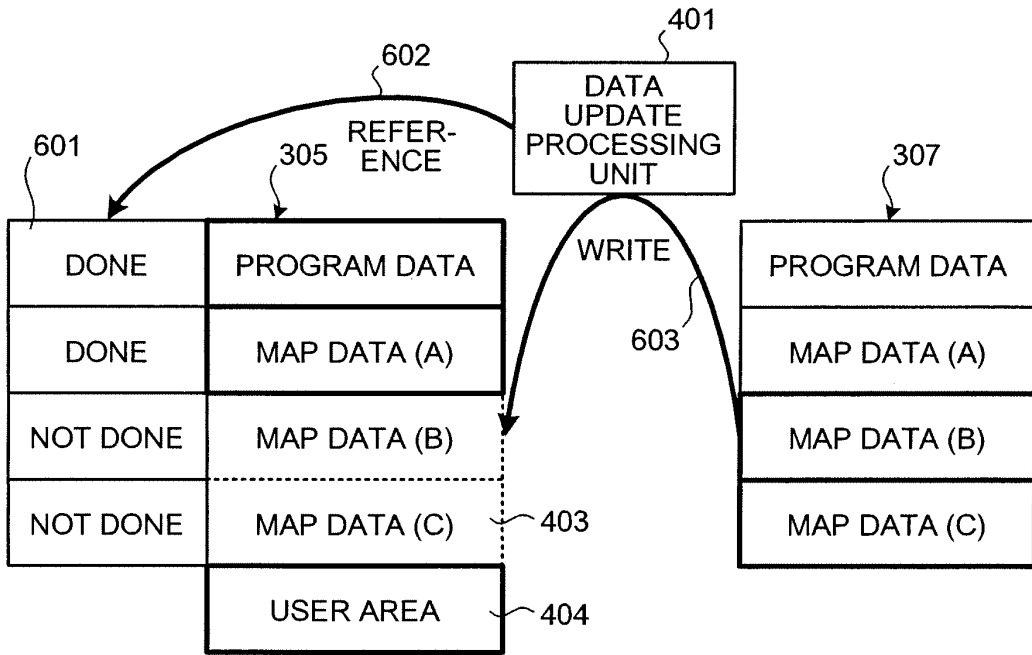 401
602
DATA
UPDATE
PROCESSING
UNIT
REFER-
ENCE
601
305
307
WRITE
603
DONE
PROGRAM DATA
PROGRAM DATA
DONE
MAP DATA (A)
MAP DATA (A)
NOT DONE
MAP DATA (B)
MAP DATA (B)
NOT DONE
MAP DATA (C)
403
MAP DATA (C)
USER AREA
404